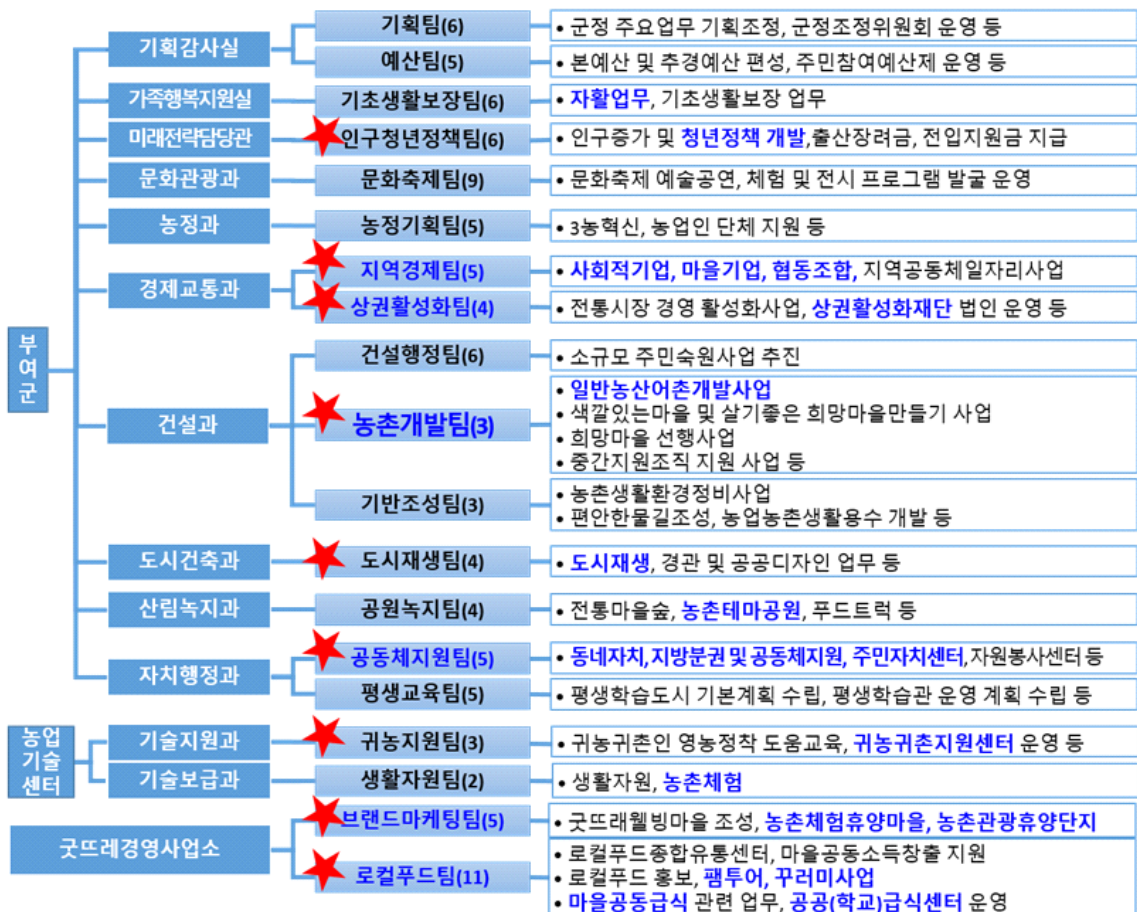 부여군
기획감사실
기획팀(6)
• 군정 주요업무 기획조정, 군정조정위원회 운영 등
예산팀(5)
• 본예산 및 추경예산 편성, 주민참여예산제 운영 등
가족행복지원실
기초생활보장팀(6)
• 자활업무, 기초생활보장 업무
미래전략담당관
인구청년정책팀(6)
• 인구증가 및 청년정책 개발,출산장려금, 전입지원금 지급
문화관광과
문화축제팀(9)
• 문화축제 예술공연, 체험 및 전시 프로그램 발굴 운영
농정과
농정기획팀(5)
• 3농혁신, 농업인 단체 지원 등
경제교통과
지역경제팀(5)
• 사회적기업, 마을기업, 협동조합, 지역공동체일자리사업
상권활성화팀(4)
• 전통시장 경영 활성화사업, 상권활성화재단 법인 운영 등
건설과
건설행정팀(6)
• 소규모 주민숙원사업 추진
농촌개발팀(3)
• 일반농산어촌개발사업
• 색깔있는마을 및 살기좋은 희망마을만들기 사업
• 희망마을 선행사업
• 중간지원조직 지원 사업 등
기반조성팀(3)
• 농촌생활환경정비사업
• 편안한물길조성, 농업농촌생활용수 개발 등
도시건축과
도시재생팀(4)
• 도시재생, 경관 및 공공디자인 업무 등
산림녹지과
공원녹지팀(4)
• 전통마을숲, 농촌테마공원, 푸드트럭 등
자치행정과
공동체지원팀(5)
• 동네자치, 지방분권 및 공동체지원, 주민자치센터,자원봉사센터 등
평생교육팀(5)
• 평생학습도시 기본계획 수립, 평생학습관 운영 계획 수립 등
농업
기술
센터
기술지원과
귀농지원팀(3)
• 귀농귀촌인 영농정착 도움교육, 귀농귀촌지원센터 운영 등
기술보급과
생활자원팀(2)
• 생활자원, 농촌체험
굿뜨레경영사업소
브랜드마케팅팀(5)
• 굿뜨래웰빙마을 조성, 농촌체험휴양마을, 농촌관광휴양단지
로컬푸드팀(11)
• 로컬푸드종합유통센터, 마을공동소득창출 지원
• 로컬푸드 홍보, 팸투어, 꾸러미사업
• 마을공동급식 관련 업무, 공공(학교)급식센터 운영